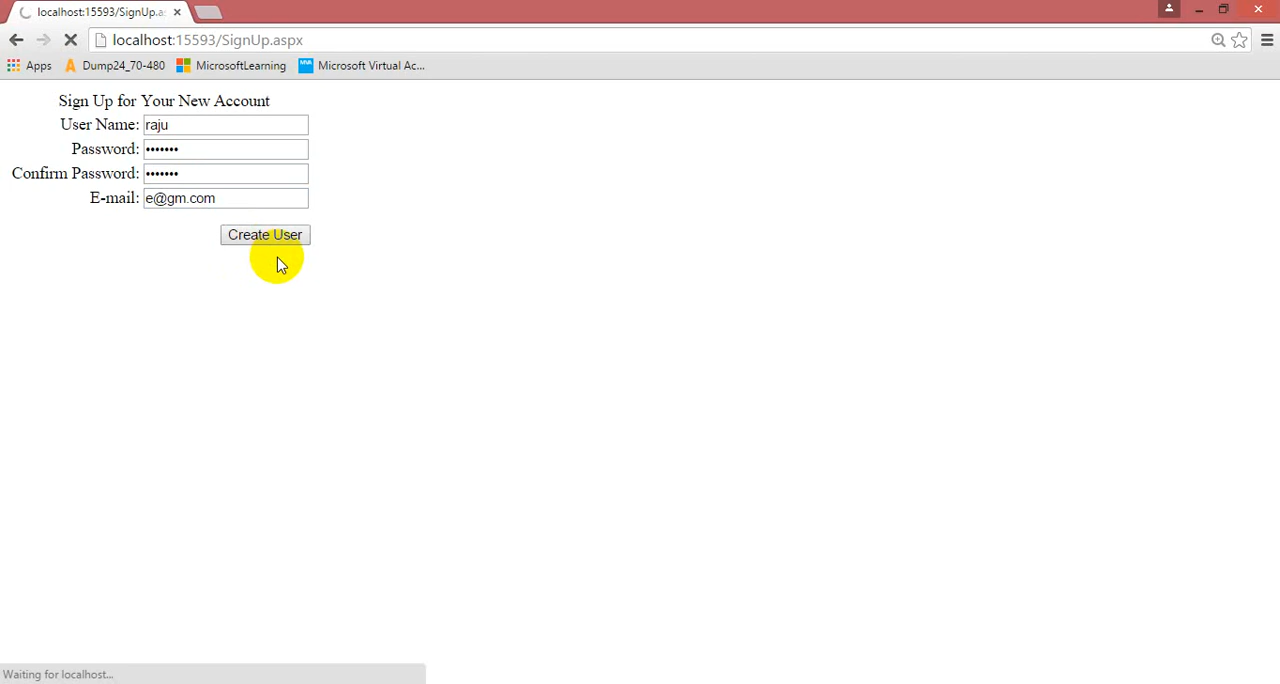 localhost:15593/SignUp.a
localhost:15593/SignUp.aspx
Apps Dump24_70-480 MicrosoftLearning Microsoft Virtual Ac...
Sign Up for Your New Account
User Name: raju
Password: •••••••
Confirm Password: •••••••
E-mail: e@gm.com
Create User
Waiting for localhost...